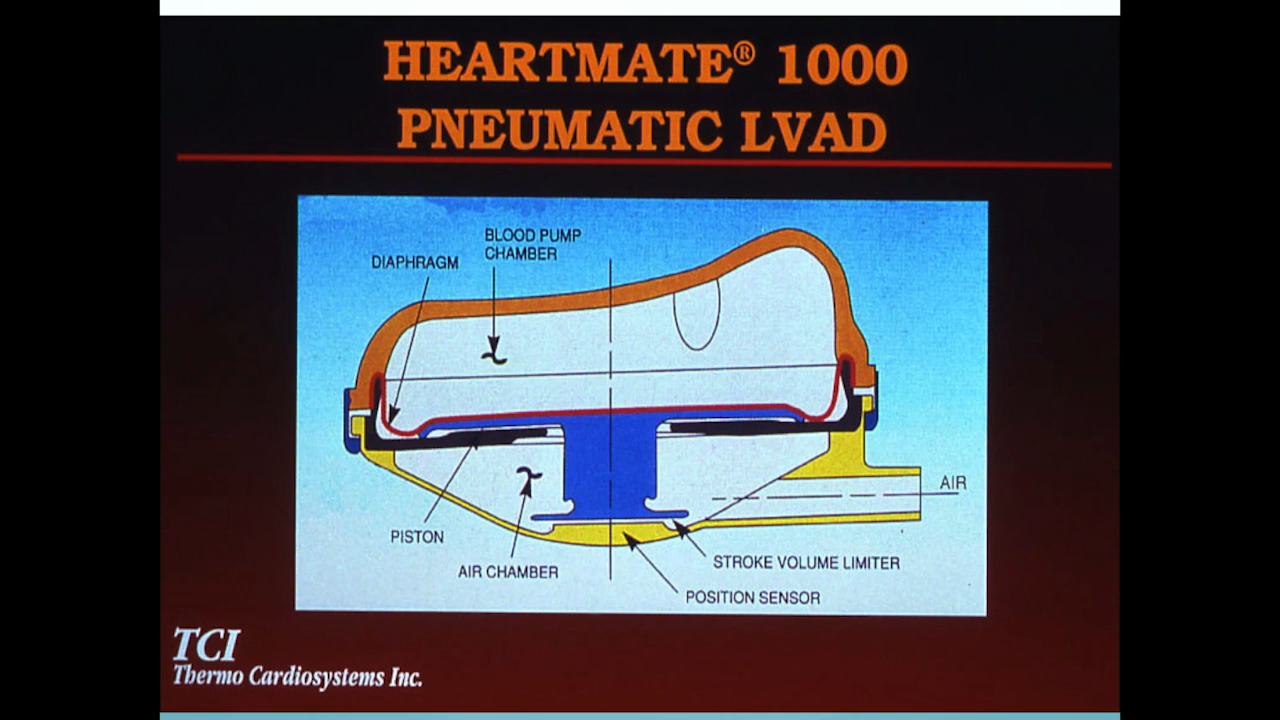 HEARTMATE® 1000
PNEUMATIC LVAD
BLOOD PUMP
CHAMBER
DIAPHRAGM
AIR
PISTON
AIR CHAMBER
STROKE VOLUME LIMITER
POSITION SENSOR
TCI
Thermo Cardiosystems Inc.